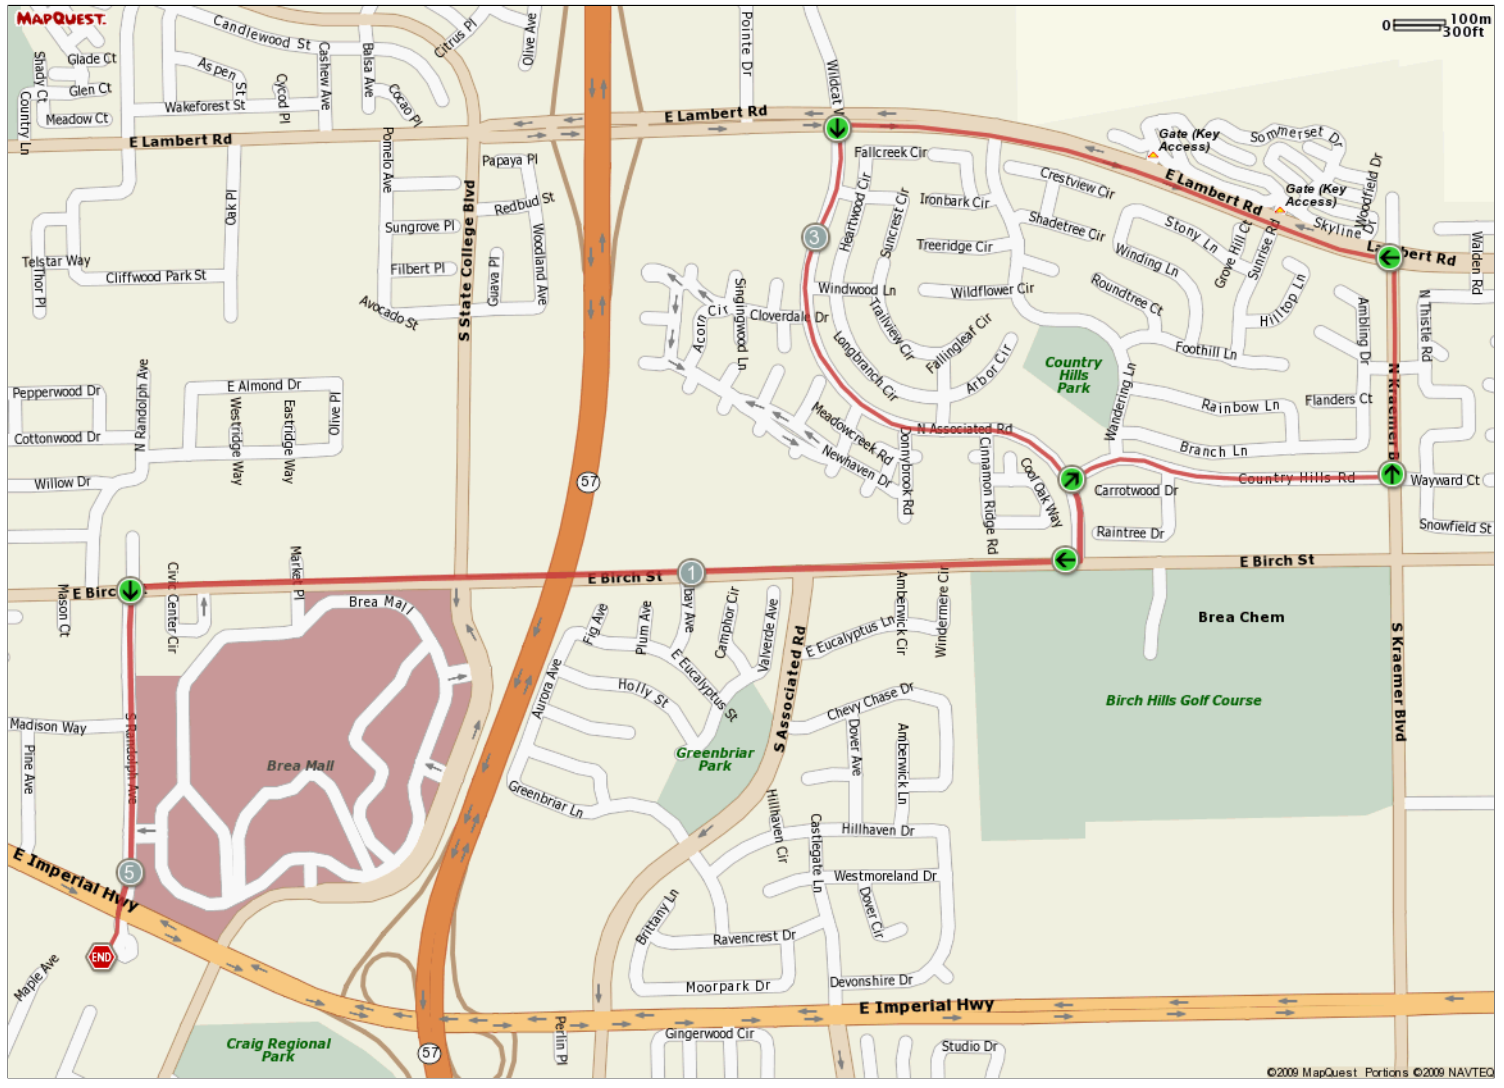 MAPQUEST.
0 100m
300ft
Candlewood St
Citrus Pl
Olive Ave
Pointe Dr
Wildcat W
Glade Ct
Shady Ct
Aspen St
Cashew Ave
Balsa Ave
Glen Ct
Cycod Pl
Cocao Pl
Country Ln
Wakeforest St
Meadow Ct
E Lambert Rd
E Lambert Rd
Gate (Key
Access)
Sommerset Dr
Pomelo Ave
Papaya Pl
Fallcreek Cir
Crestview Cir
E Lambert Rd
Gate (Key
Access)
Woodfield Dr
Oak Pl
S State College Blvd
Redbud St
Heartwood Cir
Suncrest Cir
Ironbark Cir
Sungrove Pl
Woodland Ave
3
Shadetree Cir
Stony Ln
Skyline Dr
Treeridge Cir
Winding Ln
Grove Hill Ct
Sunrise Rd
Lambert Rd
Walden Rd
Telstar Way
Thor Pl
Cliffwood Park St
Filbert Pl
Guava Pl
Avocado St
Singingwood Ln
Acorn Cir
Cloverdale Dr
Windwood Ln
Wildflower Cir
Roundtree Ct
Hilltop Ln
Ambling Dr
N Thistle Rd
Trailview Cir
Longbranch Cir
Fallingleaf Cir
Arbor Cir
Country
Hills
Park
Foothill Ln
Wandering Ln
N Kraemer B
Pepperwood Dr
N Randolph Ave
E Almond Dr
Westridge Way
Eastridge Way
Olive Pl
Cottonwood Dr
Meadowcreek Rd
N Associated Rd
Rainbow Ln
Flanders Ct
Branch Ln
Newhaven Dr
Donnybrook Rd
Cinnamon Ridge Rd
Cool Oak Way
Willow Dr
57
Country Hills Rd
Wayward Ct
Carrotwood Dr
Raintree Dr
Snowfield St
Mason Ct
E Birc
Civic Center Cir
Market Pl
E Birch St
1
E Birch St
Brea Mall
Fig Ave
Plum Ave
bay Ave
Camphor Cir
Valverde Ave
Amberwick Cir
Windermere Cir
Brea Chem
S Associated Rd
E Eucalyptus Ln
E Eucalyptus St
S Kraemer Blvd
Aurora Ave
Holly St
Chevy Chase Dr
Birch Hills Golf Course
Madison Way
Pine Ave
S Randolph Ave
Brea Mall
Greenbriar
Park
Dover Ave
Amberwick Ln
Greenbriar Ln
Hillhaven Cir
Castlegate Ln
Hillhaven Dr
E Imperial Hwy
5
Westmoreland Dr
Dover Cir
Brittany Ln
Ravencrest Dr
END
Maple Ave
Moorpark Dr
Devonshire Dr
E Imperial Hwy
Perlin Pl
Gingerwood Cir
Studio Dr
Craig Regional
Park
57
©2009 MapQuest Portions ©2009 NAVTEQ